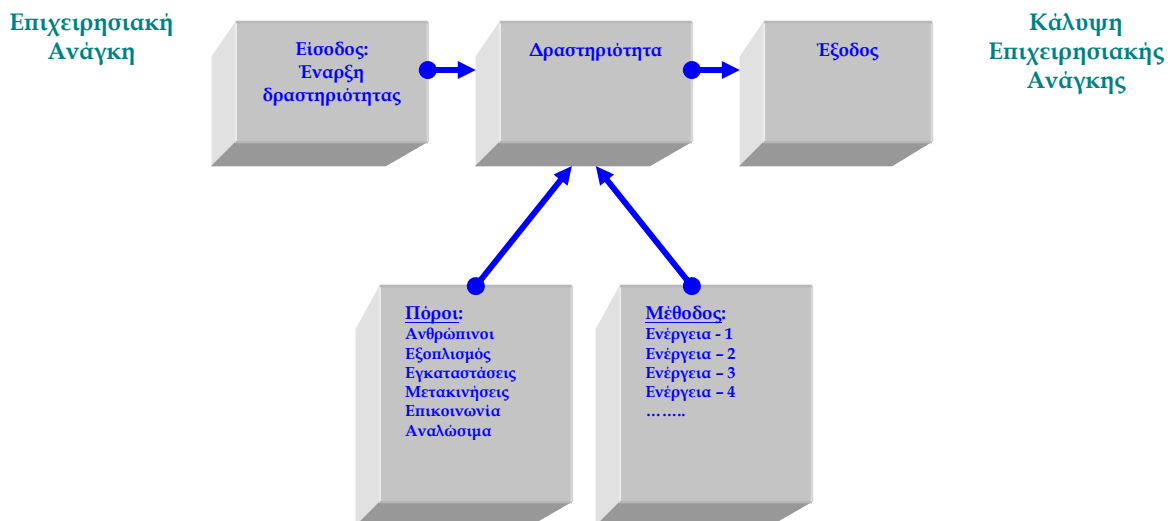 Επιχειρησιακή
Ανάγκη
Είσοδος:
Έναρξη
δραστηριότητας
Δραστηριότητα
Έξοδος
Κάλυψη
Επιχειρησιακής
Ανάγκης
Πόροι:
Ανθρώπινοι
Εξοπλισμός
Εγκαταστάσεις
Μετακινήσεις
Επικοινωνία
Αναλώσιμα
Μέθοδος:
Ενέργεια - 1
Ενέργεια – 2
Ενέργεια – 3
Ενέργεια – 4
……..